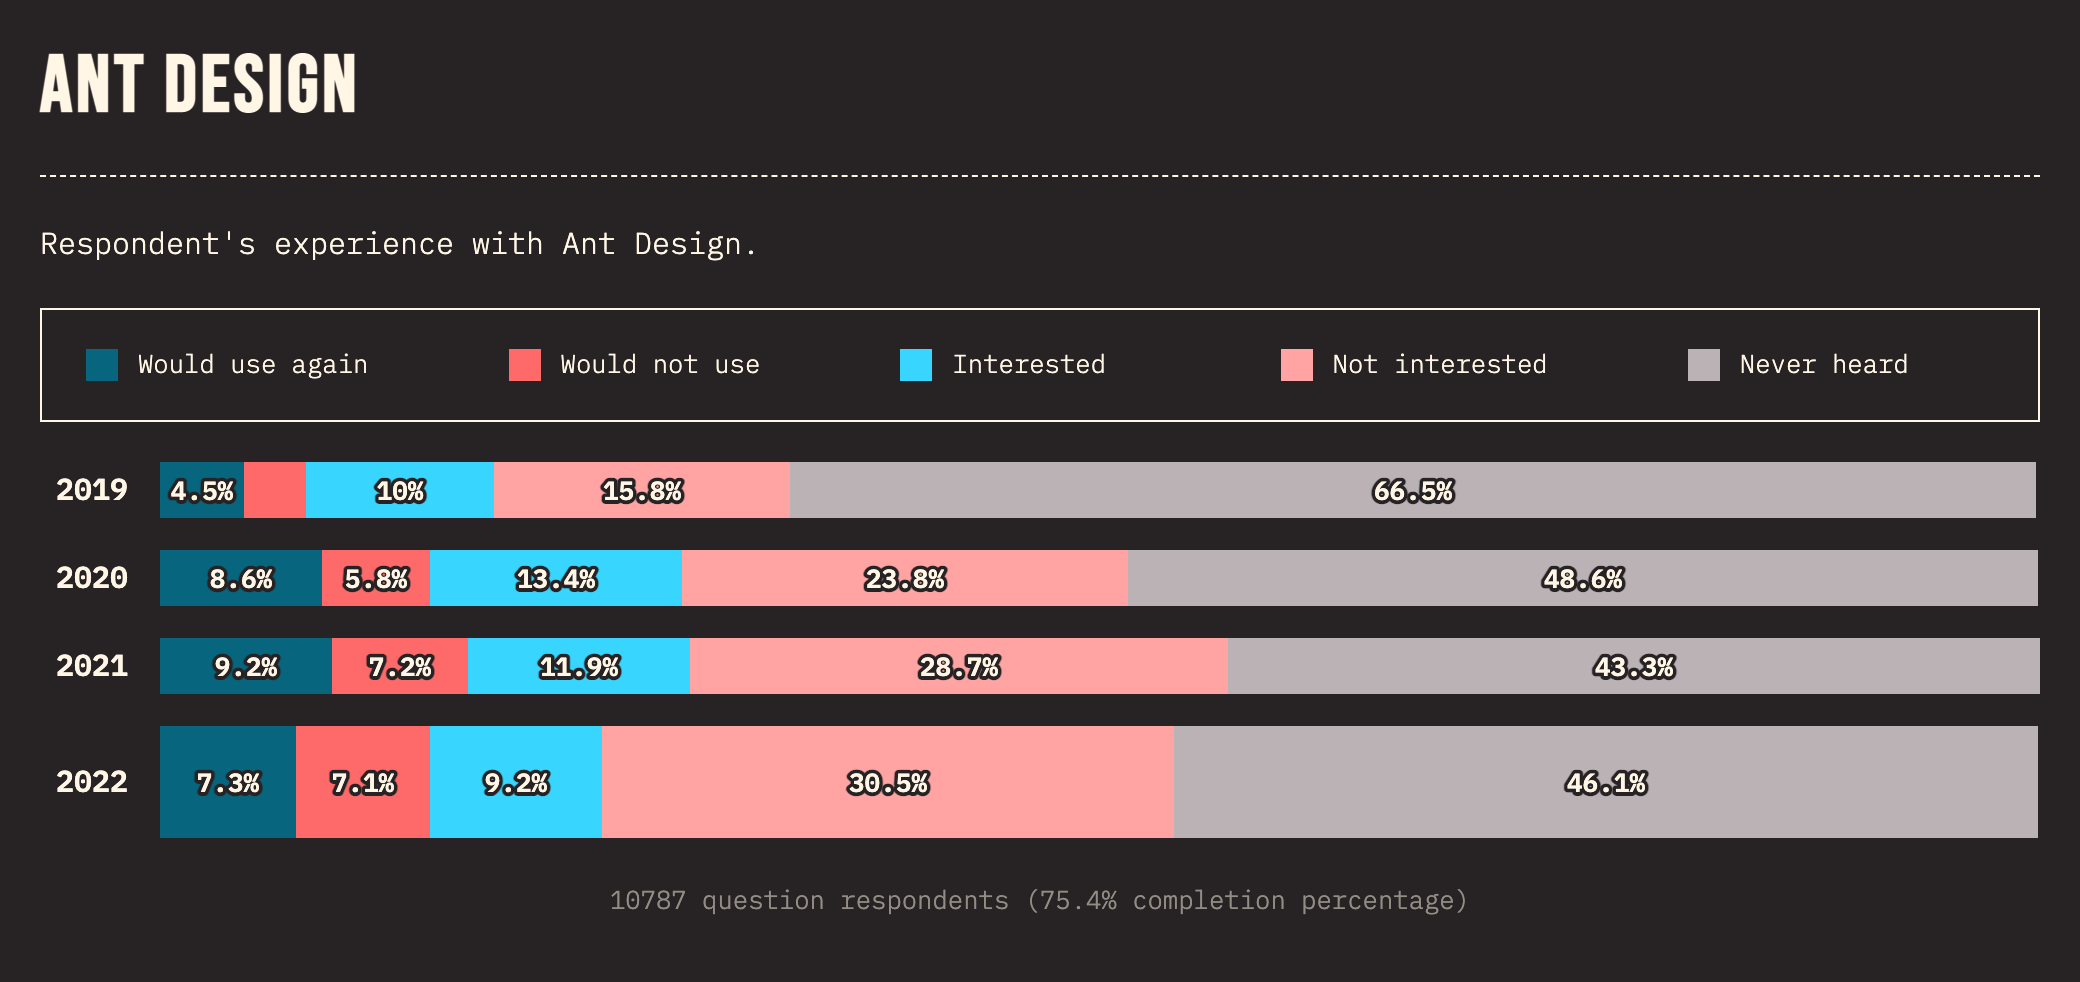 ANT DESIGN
Respondent's experience with Ant Design.
Would use again Would not use Interested Not interested Never heard
2019 4.5% 10% 15.8% 66.5%
2020 8.6% 5.8% 13.4% 23.8% 48.6%
2021 9.2% 7.2% 11.9% 28.7% 43.3%
2022 7.3% 7.1% 9.2% 30.5% 46.1%
10787 question respondents (75.4% completion percentage)